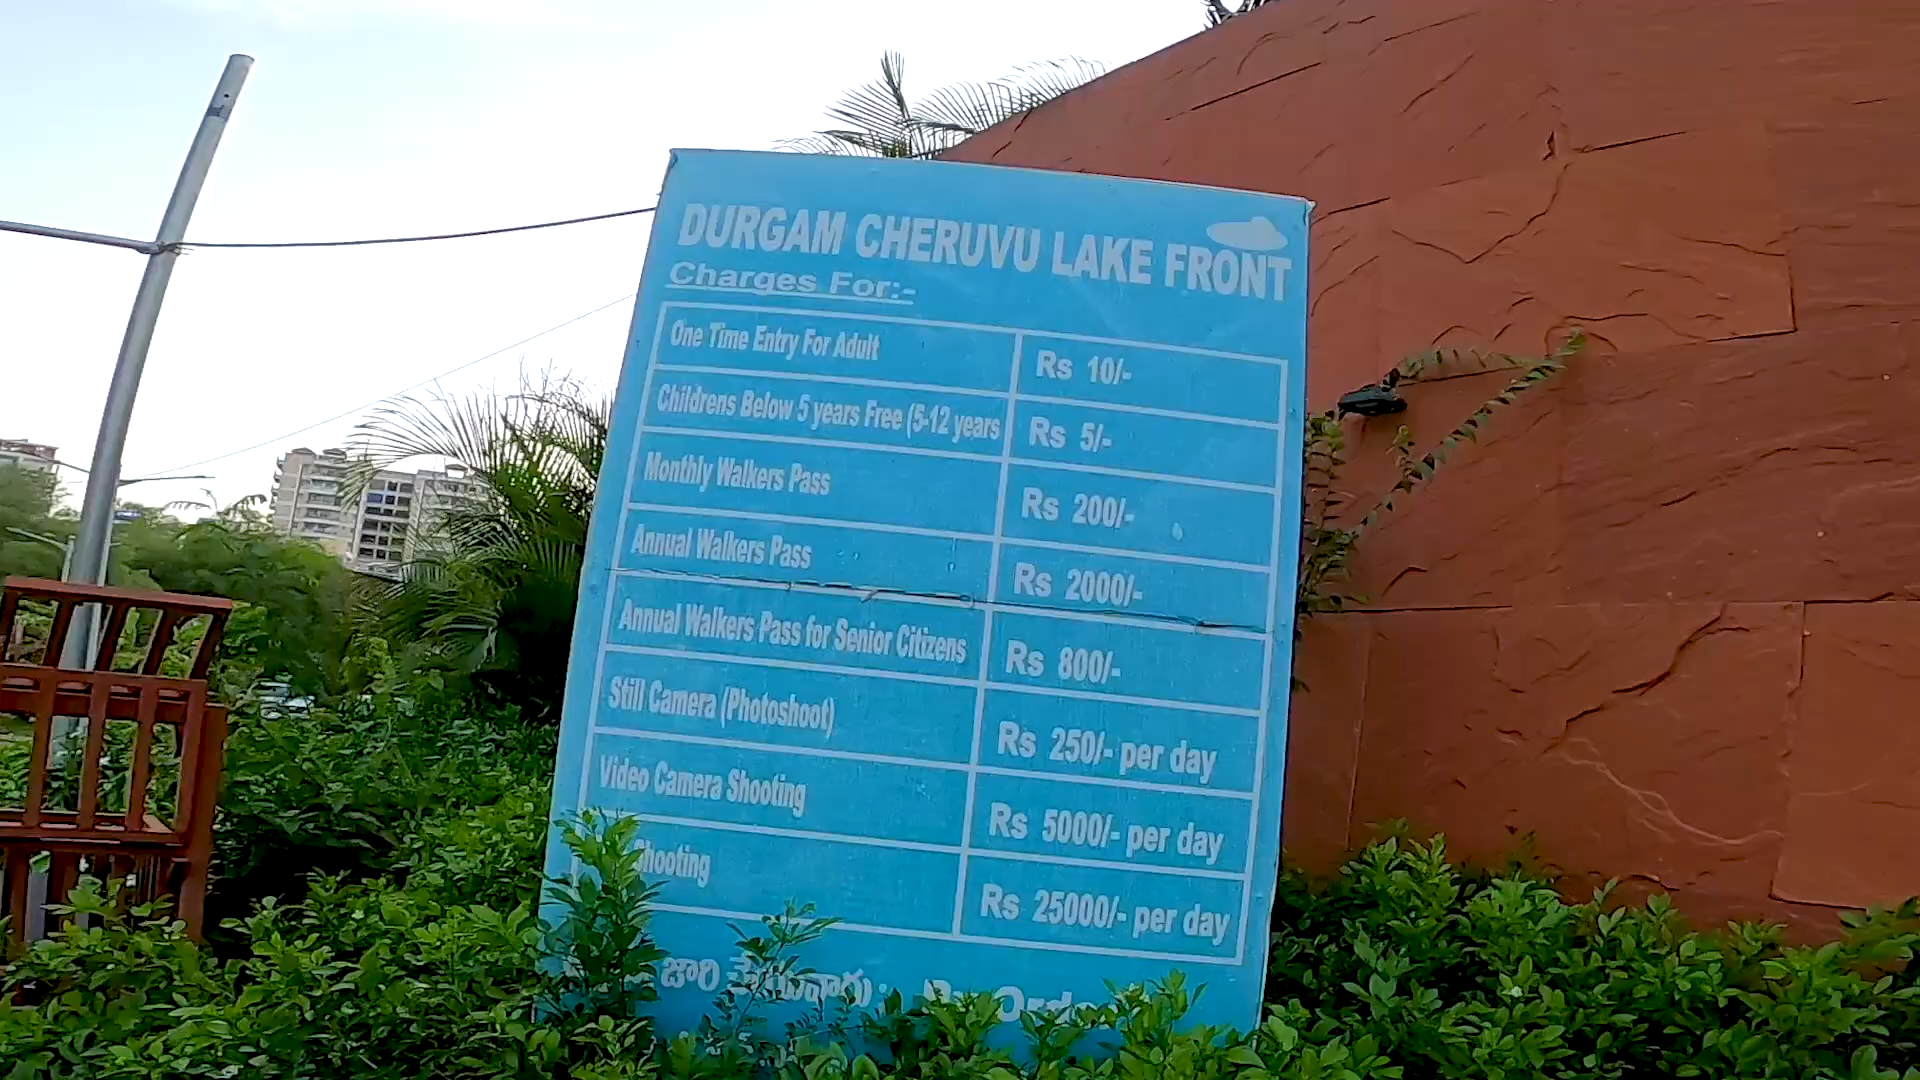 DURGAM CHERUVU LAKE FRONT
Charges For:-
One Time Entry For Adult Rs 10/-
Childrens Below 5 years Free (5-12 years Rs 5/-
Monthly Walkers Pass Rs 200/-
Annual Walkers Pass Rs 2000/-
Annual Walkers Pass for Senior Citizens Rs 800/-
Still Camera (Photoshoot) Rs 250/- per day
Video Camera Shooting Rs 5000/- per day
Shooting Rs 25000/- per day
జారి By Order